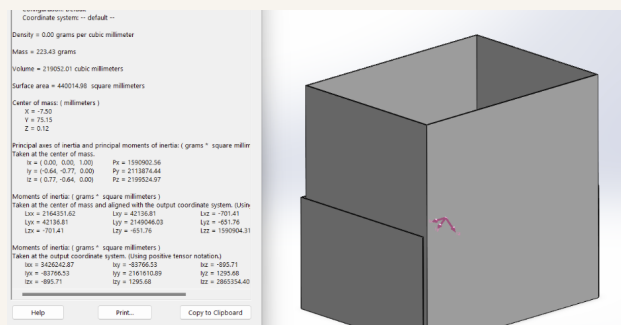 Coordinate system: -- default --
Density = 0.00 grams per cubic millimeter
Mass = 223.43 grams
Volume = 219052.01 cubic millimeters
Surface area = 440014.98 square millimeters
Center of mass: ( millimeters )
X = -7.50
Y = 75.15
Z = 0.12
Principal axes of inertia and principal moments of inertia: ( grams * square millim
Taken at the center of mass.
Ix = ( 0.00, 0.00, 1.00) Px = 1590902.56
Iy = (-0.64, -0.77, 0.00) Py = 2113874.44
Iz = ( 0.77, -0.64, 0.00) Pz = 2199524.97
Moments of inertia: ( grams * square millimeters )
Taken at the center of mass and aligned with the output coordinate system. (Usin
Lxx = 2164351.62 Lxy = 42136.81 Lxz = -701.41
Lyx = 42136.81 Lyy = 2149046.03 Lyz = -651.76
Lzx = -701.41 Lzy = -651.76 Lzz = 1590904.31
Moments of inertia: ( grams * square millimeters )
Taken at the output coordinate system. (Using positive tensor notation.)
Ixx = 3426242.87 Ixy = -83766.53 Ixz = -895.71
Iyx = -83766.53 Iyy = 2161610.89 Iyz = 1295.68
Izx = -895.71 Izy = 1295.68 Izz = 2865354.40
Help Print... Copy to Clipboard